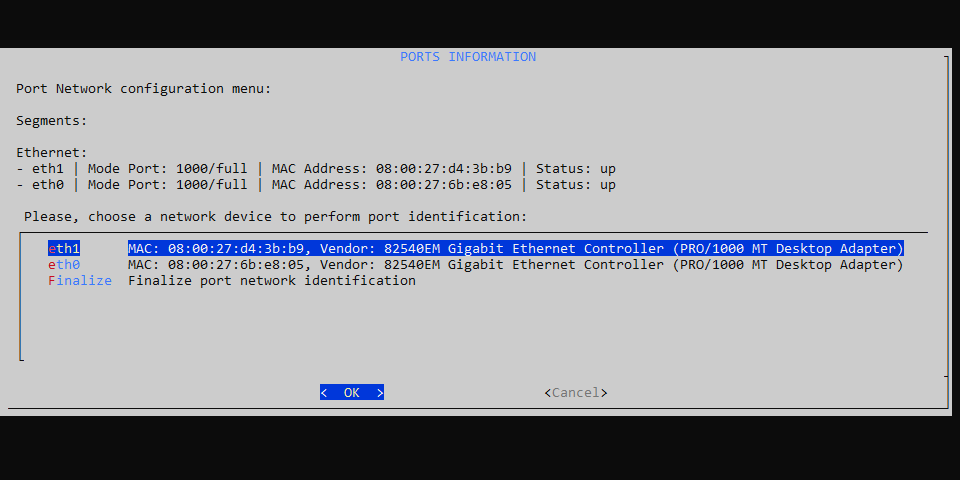 PORTS INFORMATION
Port Network configuration menu:
Segments:
Ethernet:
- eth1 | Mode Port: 1000/full | MAC Address: 08:00:27:d4:3b:b9 | Status: up
- eth0 | Mode Port: 1000/full | MAC Address: 08:00:27:6b:e8:05 | Status: up
Please, choose a network device to perform port identification:
eth1 MAC: 08:00:27:d4:3b:b9, Vendor: 82540EM Gigabit Ethernet Controller (PRO/1000 MT Desktop Adapter)
eth0 MAC: 08:00:27:6b:e8:05, Vendor: 82540EM Gigabit Ethernet Controller (PRO/1000 MT Desktop Adapter)
Finalize Finalize port network identification
< OK > <Cancel>